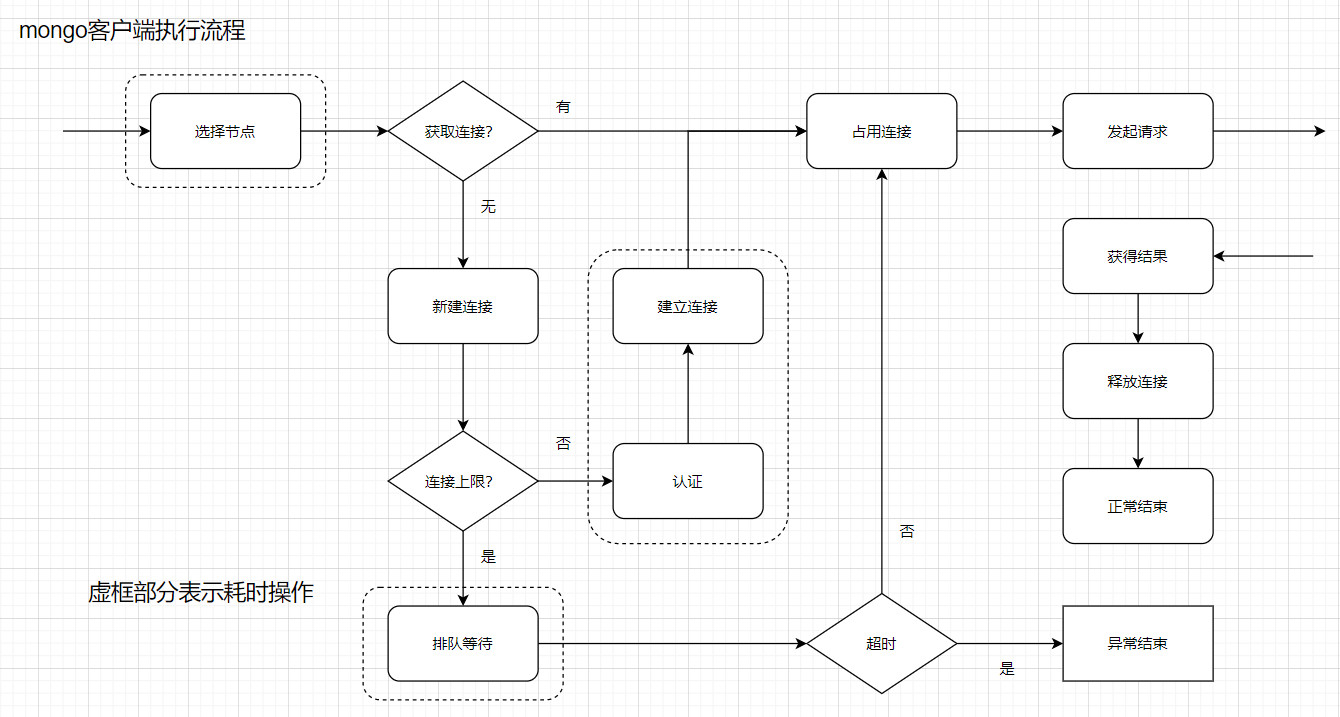 mongo客户端执行流程
选择节点
获取连接?
有
占用连接
发起请求
无
新建连接
建立连接
获得结果
释放连接
连接上限?
否
认证
正常结束
否
是
虚框部分表示耗时操作
排队等待
超时
是
异常结束